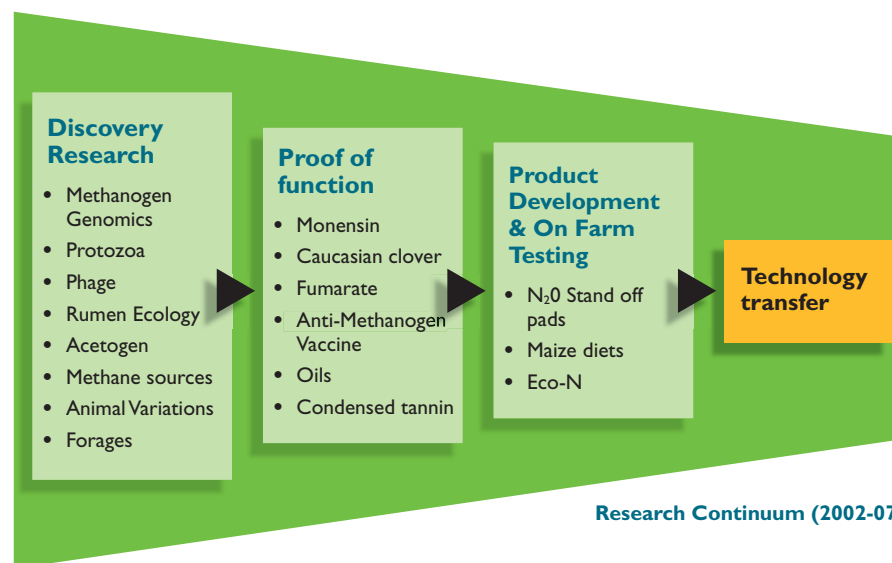 Discovery
Research
• Methanogen
Genomics
• Protozoa
• Phage
• Rumen Ecology
• Acetogen
• Methane sources
• Animal Variations
• Forages
Proof of
function
• Monensin
• Caucasian clover
• Fumarate
• Anti-Methanogen
Vaccine
• Oils
• Condensed tannin
Product
Development
& On Farm
Testing
• N₂0 Stand off
pads
• Maize diets
• Eco-N
Technology
transfer
Research Continuum (2002-07